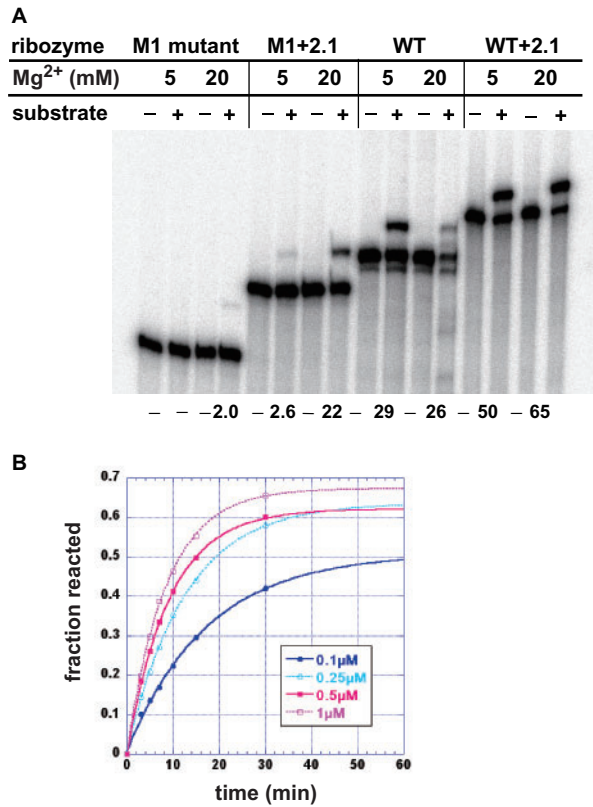 A
ribozyme M1 mutant M1+2.1 WT WT+2.1
Mg²⁺ (mM) 5 20 5 20 5 20 5 20
substrate – + – + – + – + – + – + – + – +
– – – 2.0 – 2.6 – 22 – 29 – 26 – 50 – 65
B
0.7
0.6
0.5
0.4
0.3
0.2
0.1
0
fraction reacted
0.1µM
0.25µM
0.5µM
1µM
0 10 20 30 40 50 60
time (min)